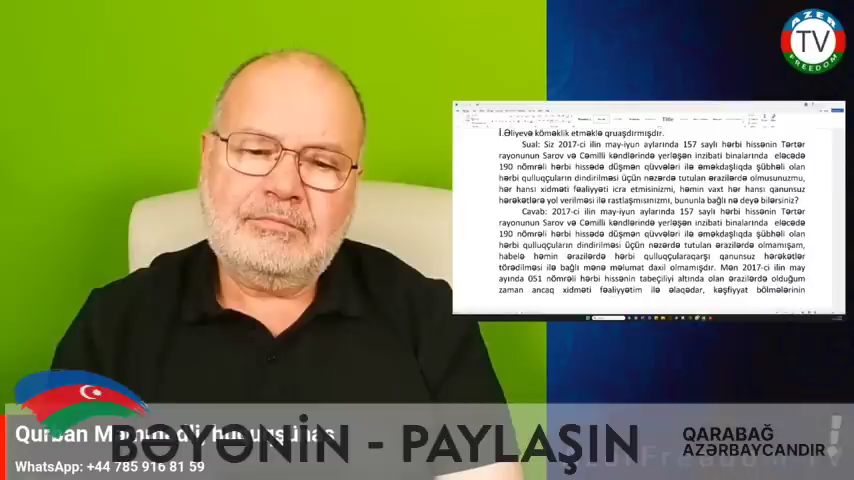 AZER
TV
FREEDOM
Title
İ.Əliyevə köməklik etməklə qruaşdırmışdır.
Sual: Siz 2017-ci ilin may-iyun aylarında 157 saylı hərbi hissənin Tərtər
rayonunun Sarov və Cəmilli kəndlərində yerləşən inzibati binalarında eləcədə
190 nömrəli hərbi hissədə düşmən qüvvələri ilə əməkdaşlıqda şübhəli olan
hərbi qulluqçuların dindirilməsi üçün nəzərdə tutulan ərazilərdə olmusunuzmu,
hər hansı xidməti fəaliyyəti icra etmisinizmi, həmin vaxt hər hansı qanunsuz
hərəkətlərə yol verilməsi ilə rastlaşmısınızmı, bununla bağlı nə deyə bilərsiniz?
Cavab: 2017-ci ilin may-iyun aylarında 157 saylı hərbi hissənin Tərtər
rayonunun Sarov və Cəmilli kəndlərində yerləşən inzibati binalarında eləcədə
190 nömrəli hərbi hissədə düşmən qüvvələri ilə əməkdaşlıqda şübhəli olan
hərbi qulluqçuların dindirilməsi üçün nəzərdə tutulan ərazilərdə olmamışam,
habelə həmin ərazilərdə hərbi qulluqçularaqarşı qanunsuz hərəkətlər
törədilməsi ilə bağlı mənə məlumat daxil olmamışdır. Mən 2017-ci ilin may
ayında 051 nömrəli hərbi hissənin tabeçiliyi altında olan ərazilərdə olduğum
zaman ancaq xidməti fəaliyyətim ilə əlaqədar, kəşfiyyat bölmələrinin
Qurban Mammədli, hüquqşünas
BƏYƏNİN - PAYLAŞIN
QARABAĞ
AZƏRBAYCANDIR!
WhatsApp: +44 785 916 81 59